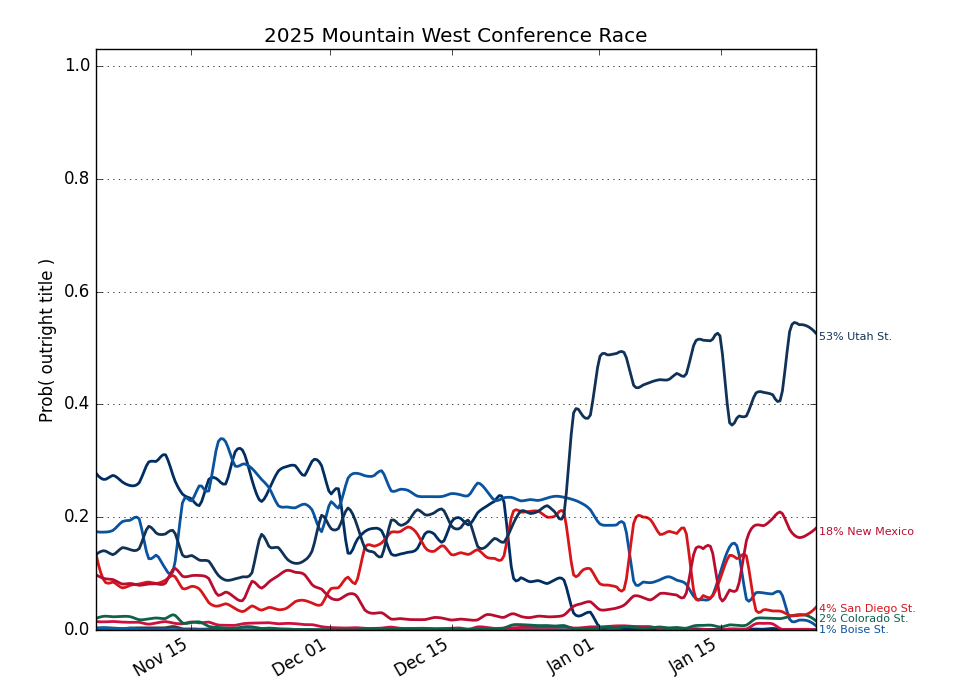 2025 Mountain West Conference Race
1.0
0.8
0.6
0.4
0.2
0.0
Prob( outright title )
53% Utah St.
18% New Mexico
4% San Diego St.
2% Colorado St.
1% Boise St.
Nov 15
Dec 01
Dec 15
Jan 01
Jan 15